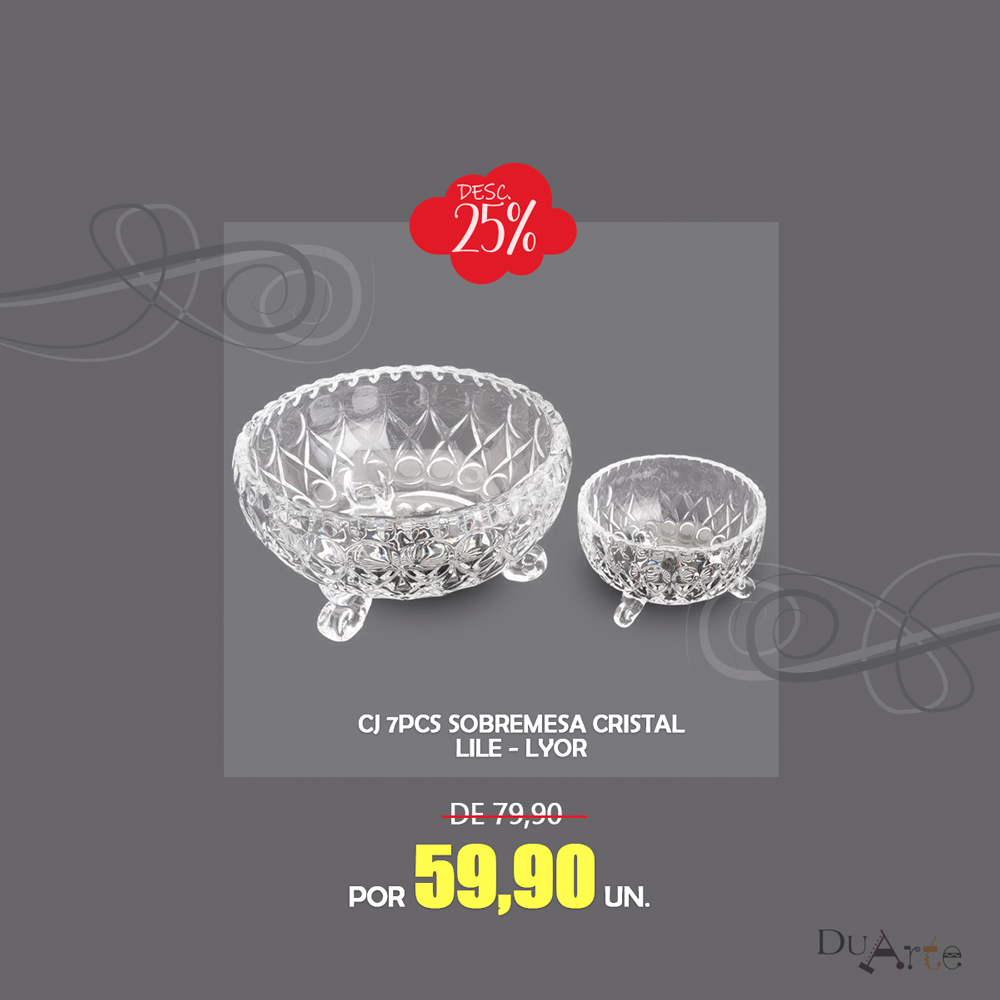 DESC.
25%
CJ 7PCS SOBREMESA CRISTAL
LILE - LYOR
DE 79,90
POR 59,90 UN.
DuArte